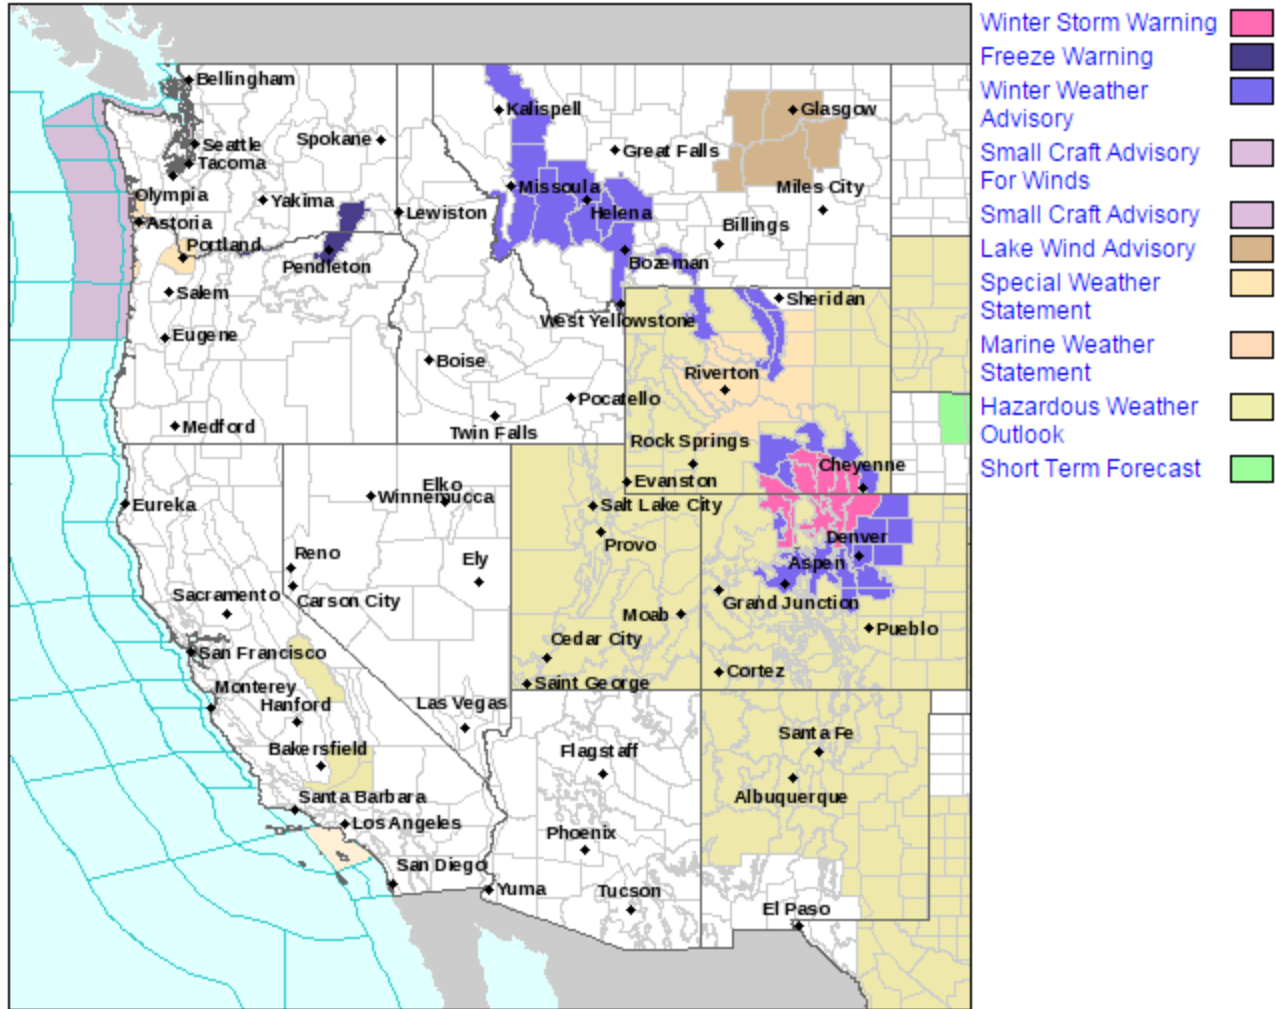 Winter Storm Warning
Freeze Warning
Winter Weather
Advisory
Small Craft Advisory
For Winds
Small Craft Advisory
Lake Wind Advisory
Special Weather
Statement
Marine Weather
Statement
Hazardous Weather
Outlook
Short Term Forecast
Bellingham
Kalispell
Glasgow
Seattle
Spokane
Great Falls
Tacoma
Olympia
Yakima
Missoula
Miles City
Astoria
Lewiston
Helena
Billings
Portland
Pendleton
Bozeman
Salem
Sheridan
West Yellowstone
Eugene
Boise
Riverton
Pocatello
Medford
Twin Falls
Rock Springs
Cheyenne
Elko
Evanston
Winnemucca
Eureka
Salt Lake City
Provo
Denver
Reno
Ely
Aspen
Sacramento
Carson City
Grand Junction
Moab
Pueblo
Cedar City
San Francisco
Cortez
Monterey
Saint George
Hanford
Las Vegas
Santa Fe
Bakersfield
Flagstaff
Santa Barbara
Albuquerque
Los Angeles
Phoenix
San Diego
Yuma
Tucson
El Paso